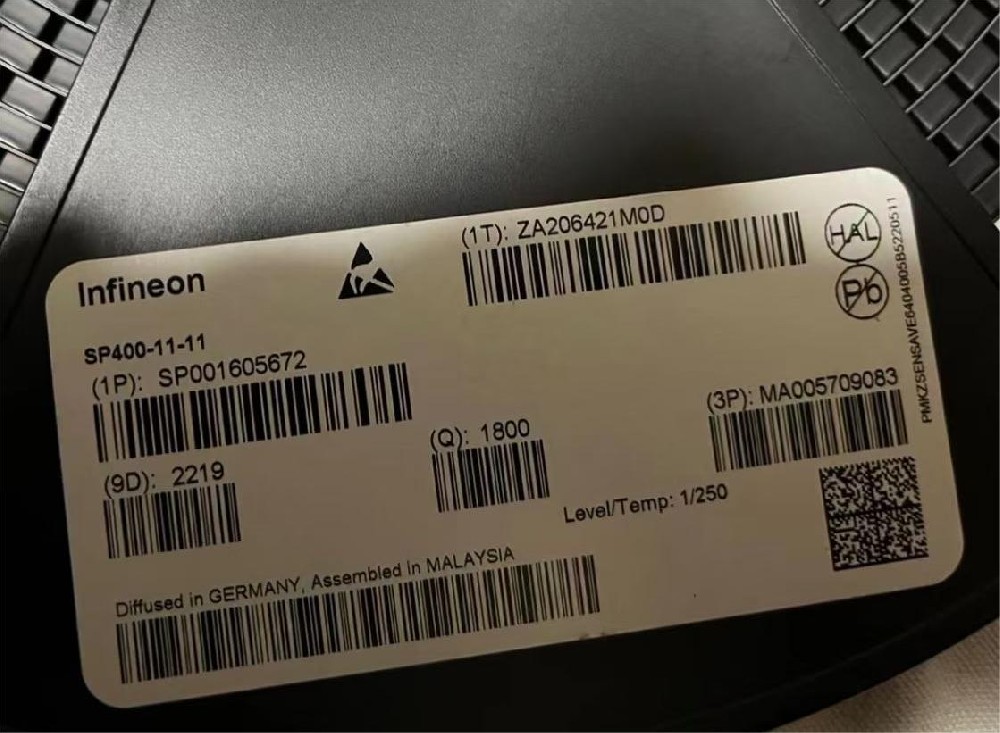 Infineon
(1T): ZA206421M0D
HAL
Pb
SP400-11-11
(1P): SP001605672
(3P): MA005709083
(Q): 1800
(9D): 2219
Level/Temp: 1/250
Diffused in GERMANY, Assembled in MALAYSIA